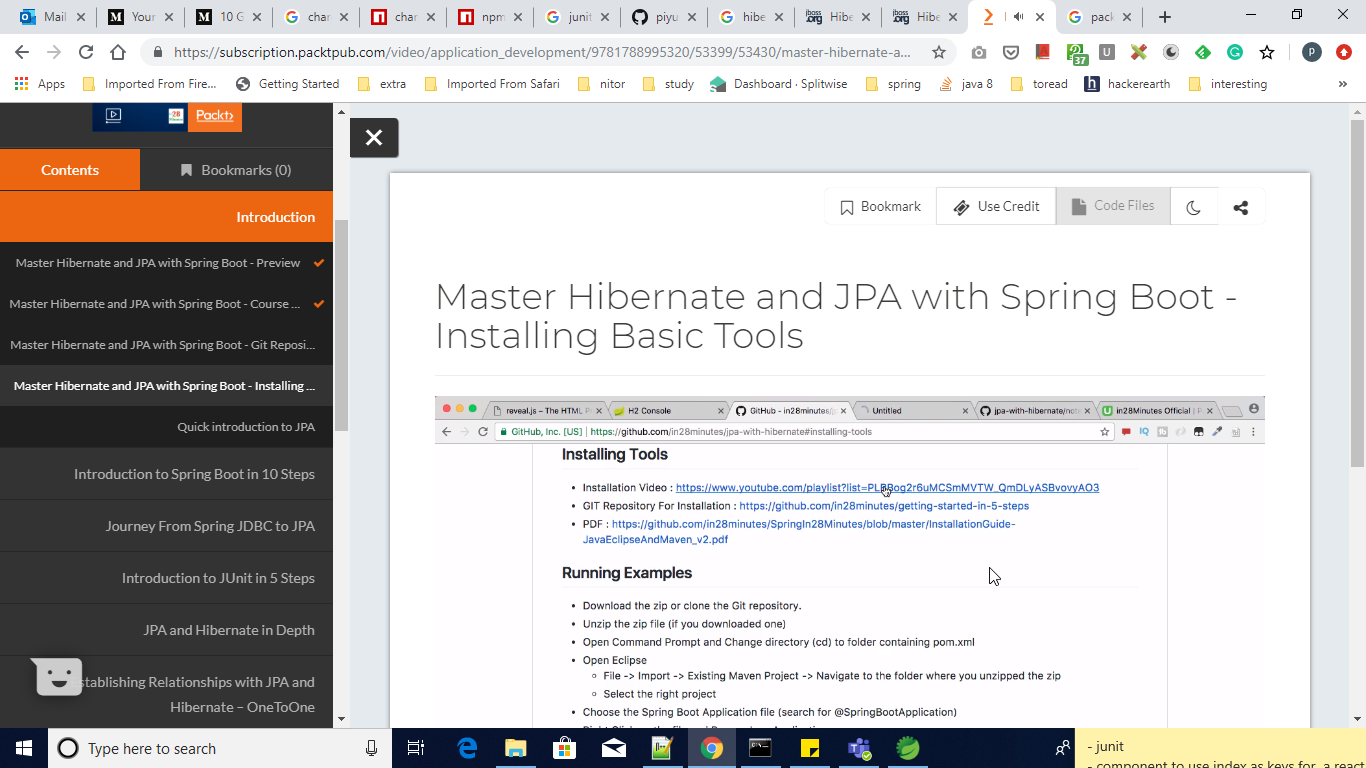 Mail
Your
10 G
char
char
npm
junit
piyu
hibe
iboss
Hibe
iboss
Hibe
pack
https://subscription.packtpub.com/video/application_development/9781788995320/53399/53430/master-hibernate-a...
37
U
P
Apps
Imported From Fire...
Getting Started
extra
Imported From Safari
nitor
study
Dashboard · Splitwise
spring
java 8
toread
hackerearth
interesting
»
Packt
Contents
Bookmarks (0)
Introduction
Master Hibernate and JPA with Spring Boot - Preview
Master Hibernate and JPA with Spring Boot - Course ...
Master Hibernate and JPA with Spring Boot - Git Reposi...
Master Hibernate and JPA with Spring Boot - Installing ...
Quick introduction to JPA
Introduction to Spring Boot in 10 Steps
Journey From Spring JDBC to JPA
Introduction to JUnit in 5 Steps
JPA and Hibernate in Depth
stablishing Relationships with JPA and
Hibernate – OneToOne
Bookmark
Use Credit
Code Files
Master Hibernate and JPA with Spring Boot -
Installing Basic Tools
reveal.js – The HTML P
H2 Console
GitHub - in28minutes/j
Untitled
jpa-with-hibernate/note
in28Minutes Official | P
GitHub, Inc. [US] | https://github.com/in28minutes/jpa-with-hibernate#installing-tools
Installing Tools
• Installation Video : https://www.youtube.com/playlist?list=PLBBog2r6uMCSmMVTW_QmDLyASBvovyAO3
• GIT Repository For Installation : https://github.com/in28minutes/getting-started-in-5-steps
• PDF : https://github.com/in28minutes/SpringIn28Minutes/blob/master/InstallationGuide-
JavaEclipseAndMaven_v2.pdf
Running Examples
• Download the zip or clone the Git repository.
• Unzip the zip file (if you downloaded one)
• Open Command Prompt and Change directory (cd) to folder containing pom.xml
• Open Eclipse
◦ File -> Import -> Existing Maven Project -> Navigate to the folder where you unzipped the zip
◦ Select the right project
• Choose the Spring Boot Application file (search for @SpringBootApplication)
Type here to search
- junit
- component to use index as keys for a react